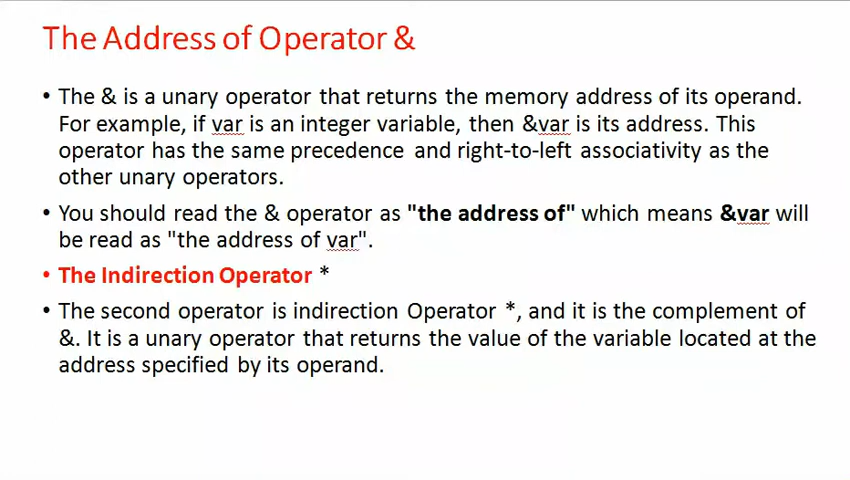 The Address of Operator &
• The & is a unary operator that returns the memory address of its operand.
For example, if var is an integer variable, then &var is its address. This
operator has the same precedence and right-to-left associativity as the
other unary operators.
• You should read the & operator as "the address of" which means &var will
be read as "the address of var".
• The Indirection Operator *
• The second operator is indirection Operator *, and it is the complement of
&. It is a unary operator that returns the value of the variable located at the
address specified by its operand.